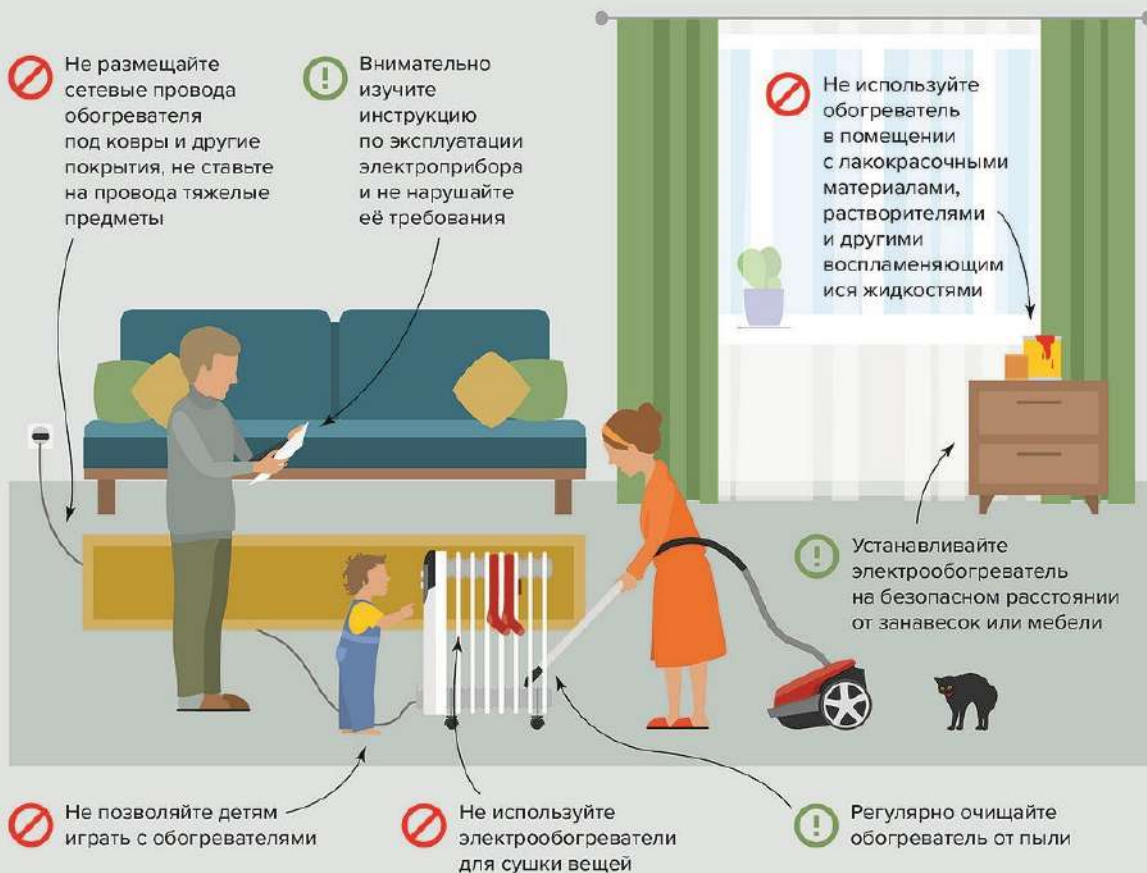 Не размещайте
сетевые провода
обогревателя
под ковры и другие
покрытия, не ставьте
на провода тяжелые
предметы
Внимательно
изучите
инструкцию
по эксплуатации
электроприбора
и не нарушайте
её требования
Не используйте
обогреватель
в помещении
с лакокрасочными
материалами,
растворителями
и другими
воспламеняющим
ися жидкостями
Устанавливайте
электрообогреватель
на безопасном расстоянии
от занавесок или мебели
Не позволяйте детям
играть с обогревателями
Не используйте
электрообогреватели
для сушки вещей
Регулярно очищайте
обогреватель от пыли